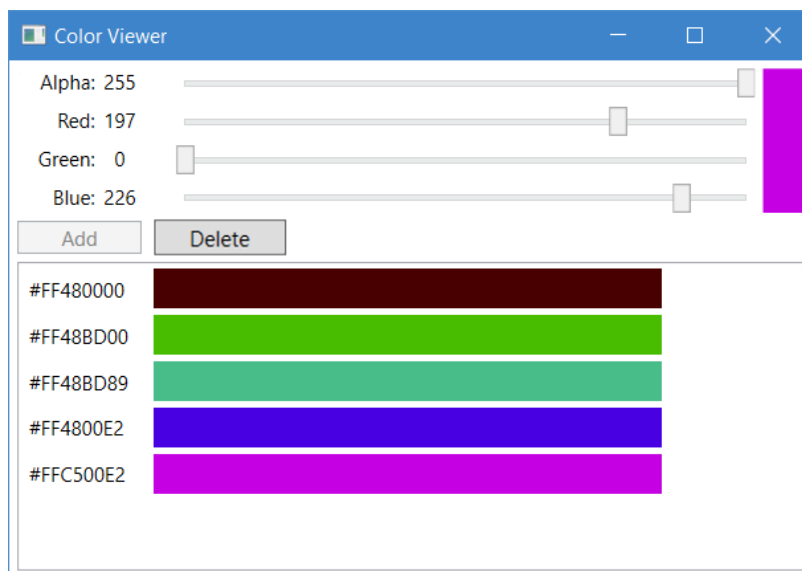 Color Viewer
Alpha: 255
Red: 197
Green: 0
Blue: 226
Add Delete
#FF480000
#FF48BD00
#FF48BD89
#FF4800E2
#FFC500E2